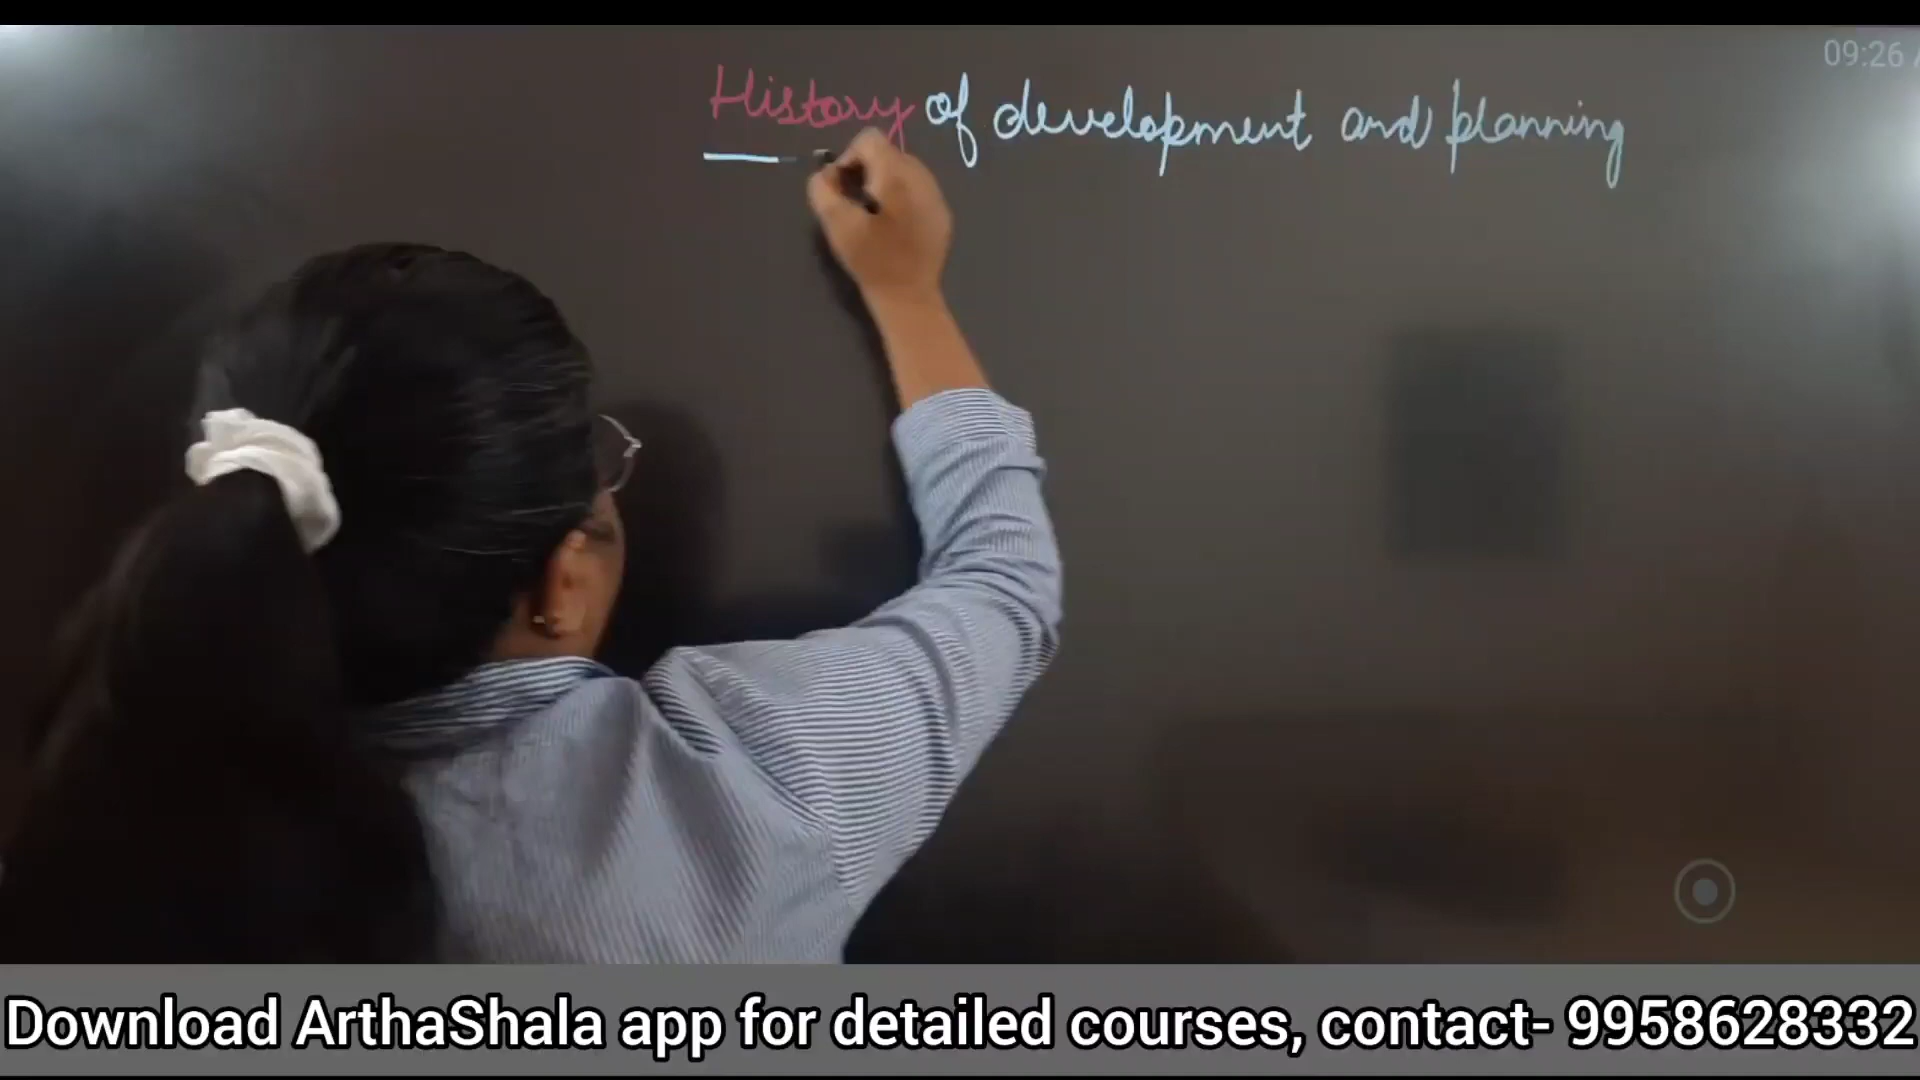 09:26
History of development and planning
Download ArthaShala app for detailed courses, contact- 9958628332